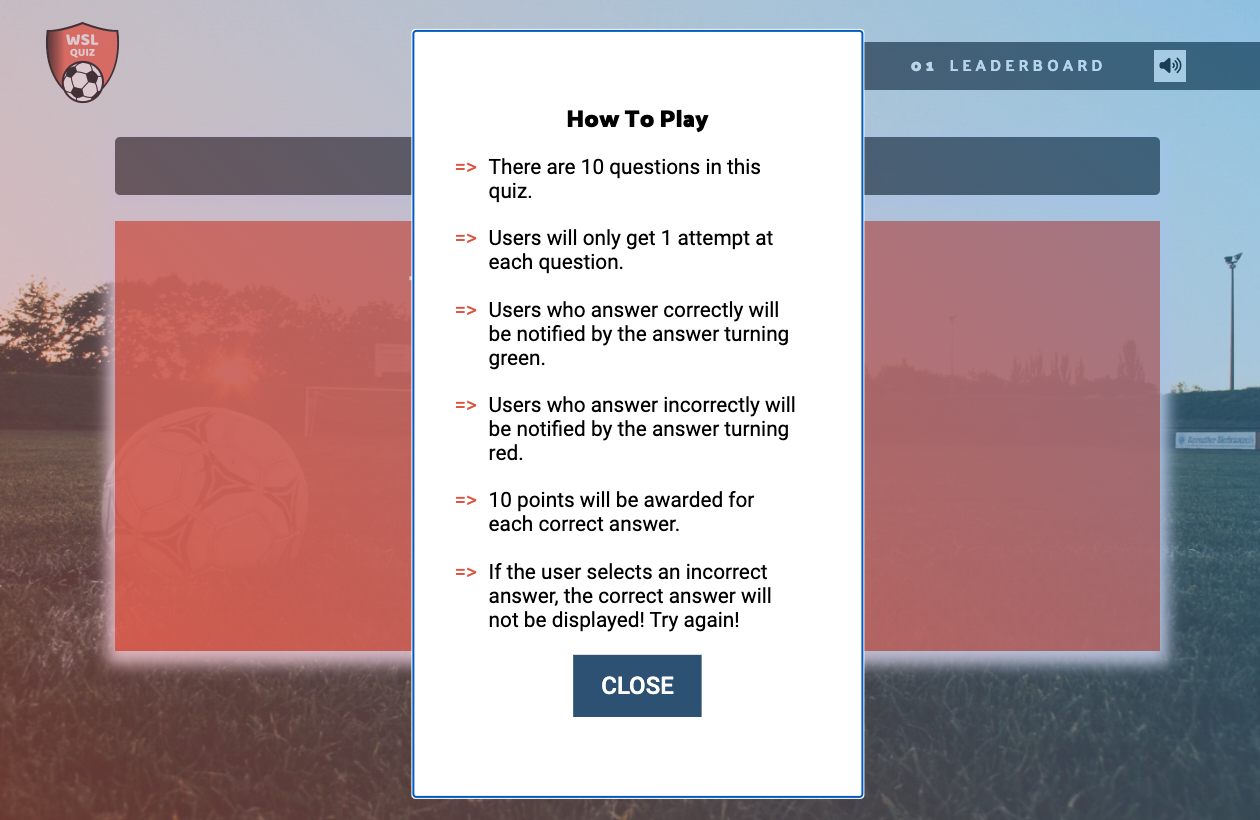 WSL
QUIZ
01 LEADERBOARD
How To Play
=> There are 10 questions in this
quiz.
=> Users will only get 1 attempt at
each question.
=> Users who answer correctly will
be notified by the answer turning
green.
=> Users who answer incorrectly will
be notified by the answer turning
red.
=> 10 points will be awarded for
each correct answer.
=> If the user selects an incorrect
answer, the correct answer will
not be displayed! Try again!
CLOSE